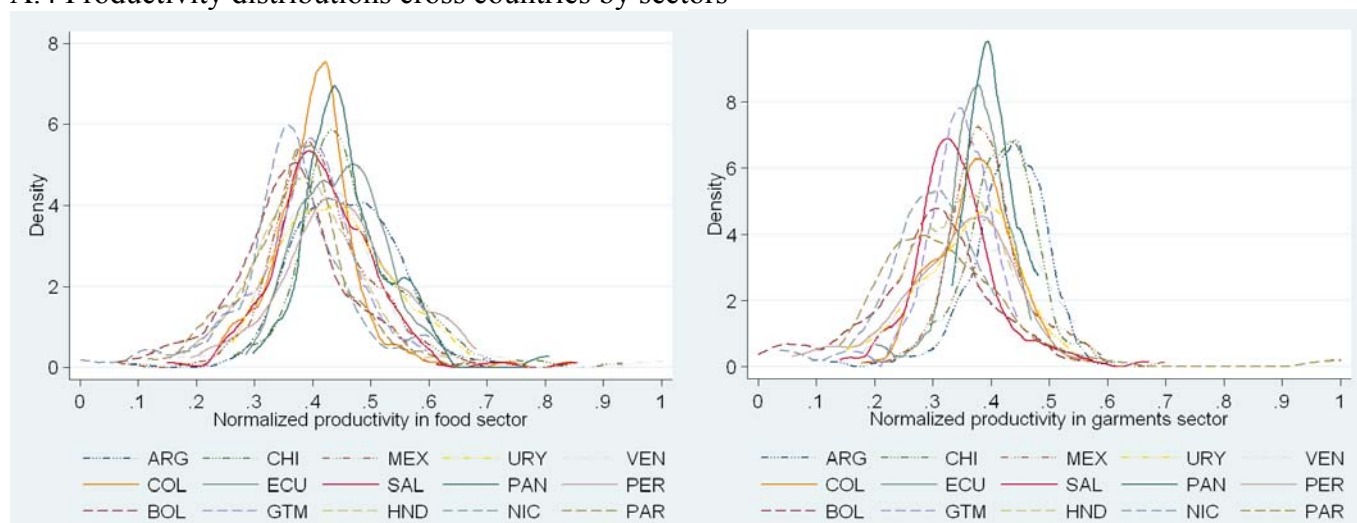 A.4 Productivity distributions cross countries by sectors
8
6
4
2
0
Density
0 .1 .2 .3 .4 .5 .6 .7 .8 .9 1
Normalized productivity in food sector
ARG CHI MEX URY VEN
COL ECU SAL PAN PER
BOL GTM HND NIC PAR
8
6
4
2
0
Density
0 .1 .2 .3 .4 .5 .6 .7 .8 .9 1
Normalized productivity in garments sector
ARG CHI MEX URY VEN
COL ECU SAL PAN PER
BOL GTM HND NIC PAR